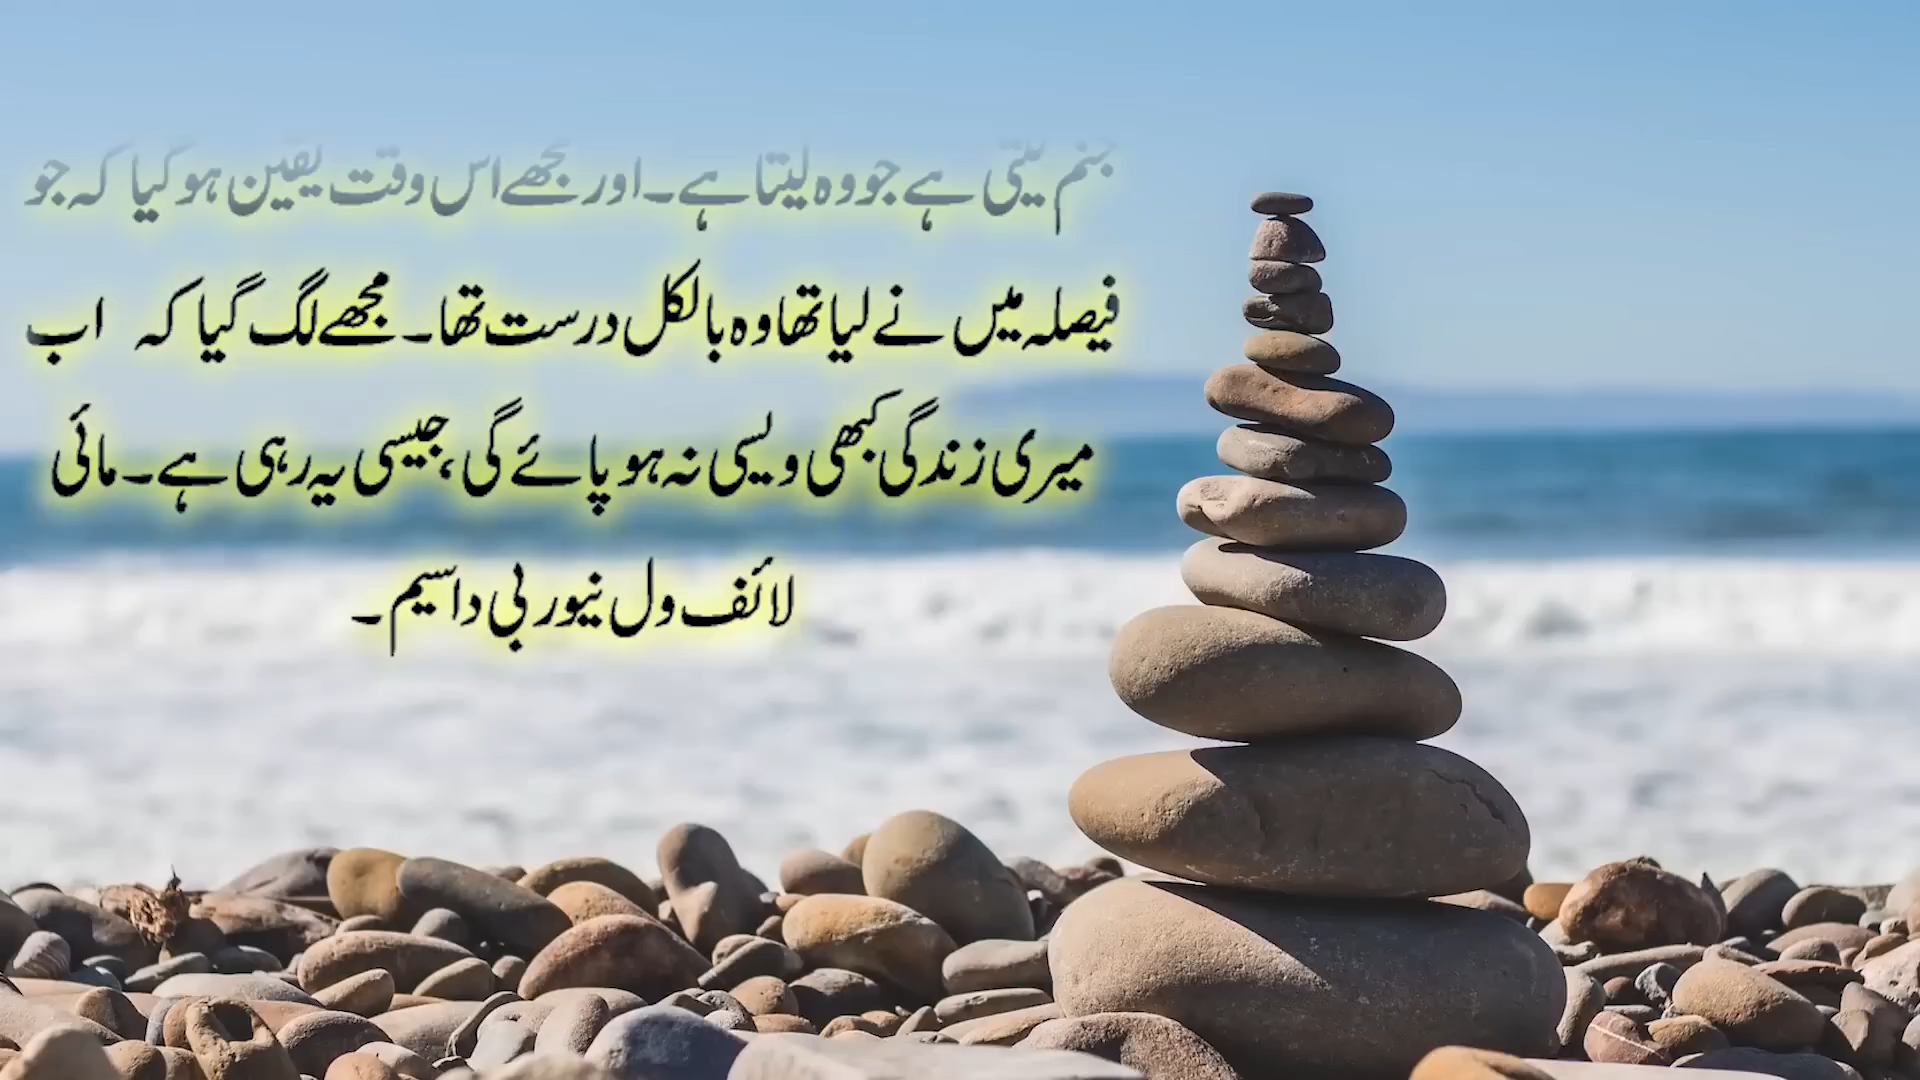 جنم لیتی ہے جو وہ لیتا ہے۔ اور مجھے اس وقت یقین ہو گیا کہ جو
فیصلہ میں نے لیا تھا وہ بالکل درست تھا۔ مجھے لگ گیا کہ اب
میری زندگی کبھی ویسی نہ ہو پائے گی، جیسی یہ رہی ہے۔ مائی
لائف ول نیور بی دا سیم۔